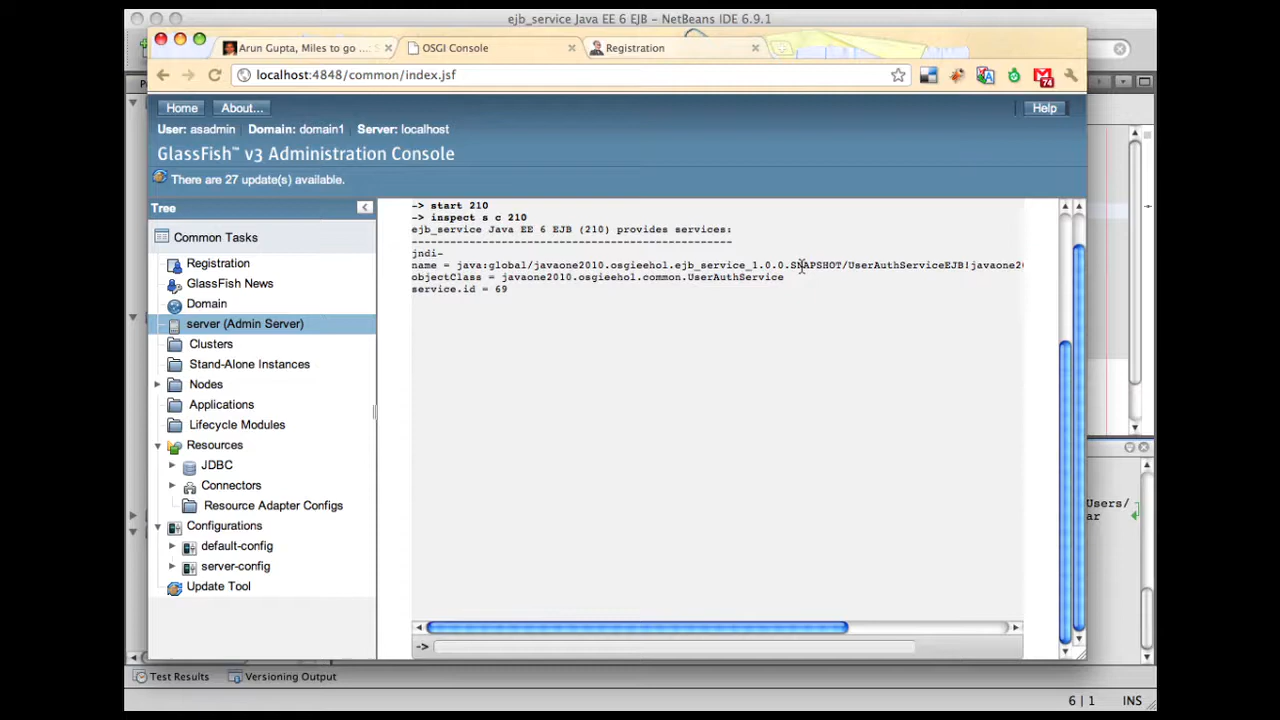 ejb_service Java EE 6 EJB – NetBeans IDE 6.9.1
Arun Gupta, Miles to go ...
OSGI Console
Registration
localhost:4848/common/index.jsf
74
Home
About...
Help
User: asadmin Domain: domain1 Server: localhost
GlassFish™ v3 Administration Console
There are 27 update(s) available.
Tree
Common Tasks
Registration
GlassFish News
Domain
server (Admin Server)
Clusters
Stand-Alone Instances
Nodes
Applications
Lifecycle Modules
Resources
JDBC
Connectors
Resource Adapter Configs
Configurations
default-config
server-config
Update Tool
-> start 210
-> inspect s c 210
ejb_service Java EE 6 EJB (210) provides services:
--------------------------------------------------
jndi-
name = java:global/javaone2010.osgieehol.ejb_service_1.0.0.SNAPSHOT/UserAuthServiceEJB!javaone20
objectClass = javaone2010.osgieehol.common.UserAuthService
service.id = 69
->
Users/
ar
Test Results
Versioning Output
6 | 1
INS